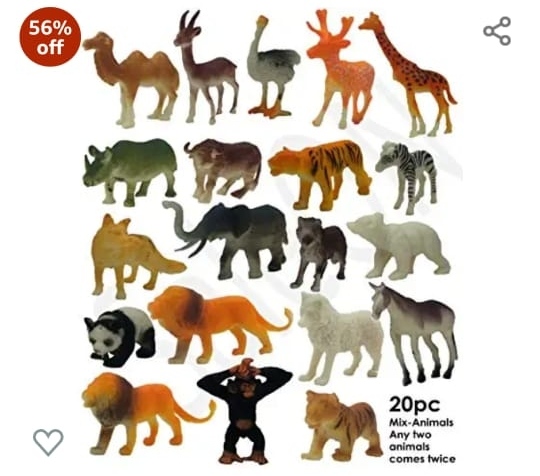 56%
off
20pc
Mix-Animals
Any two
animals
comes twice